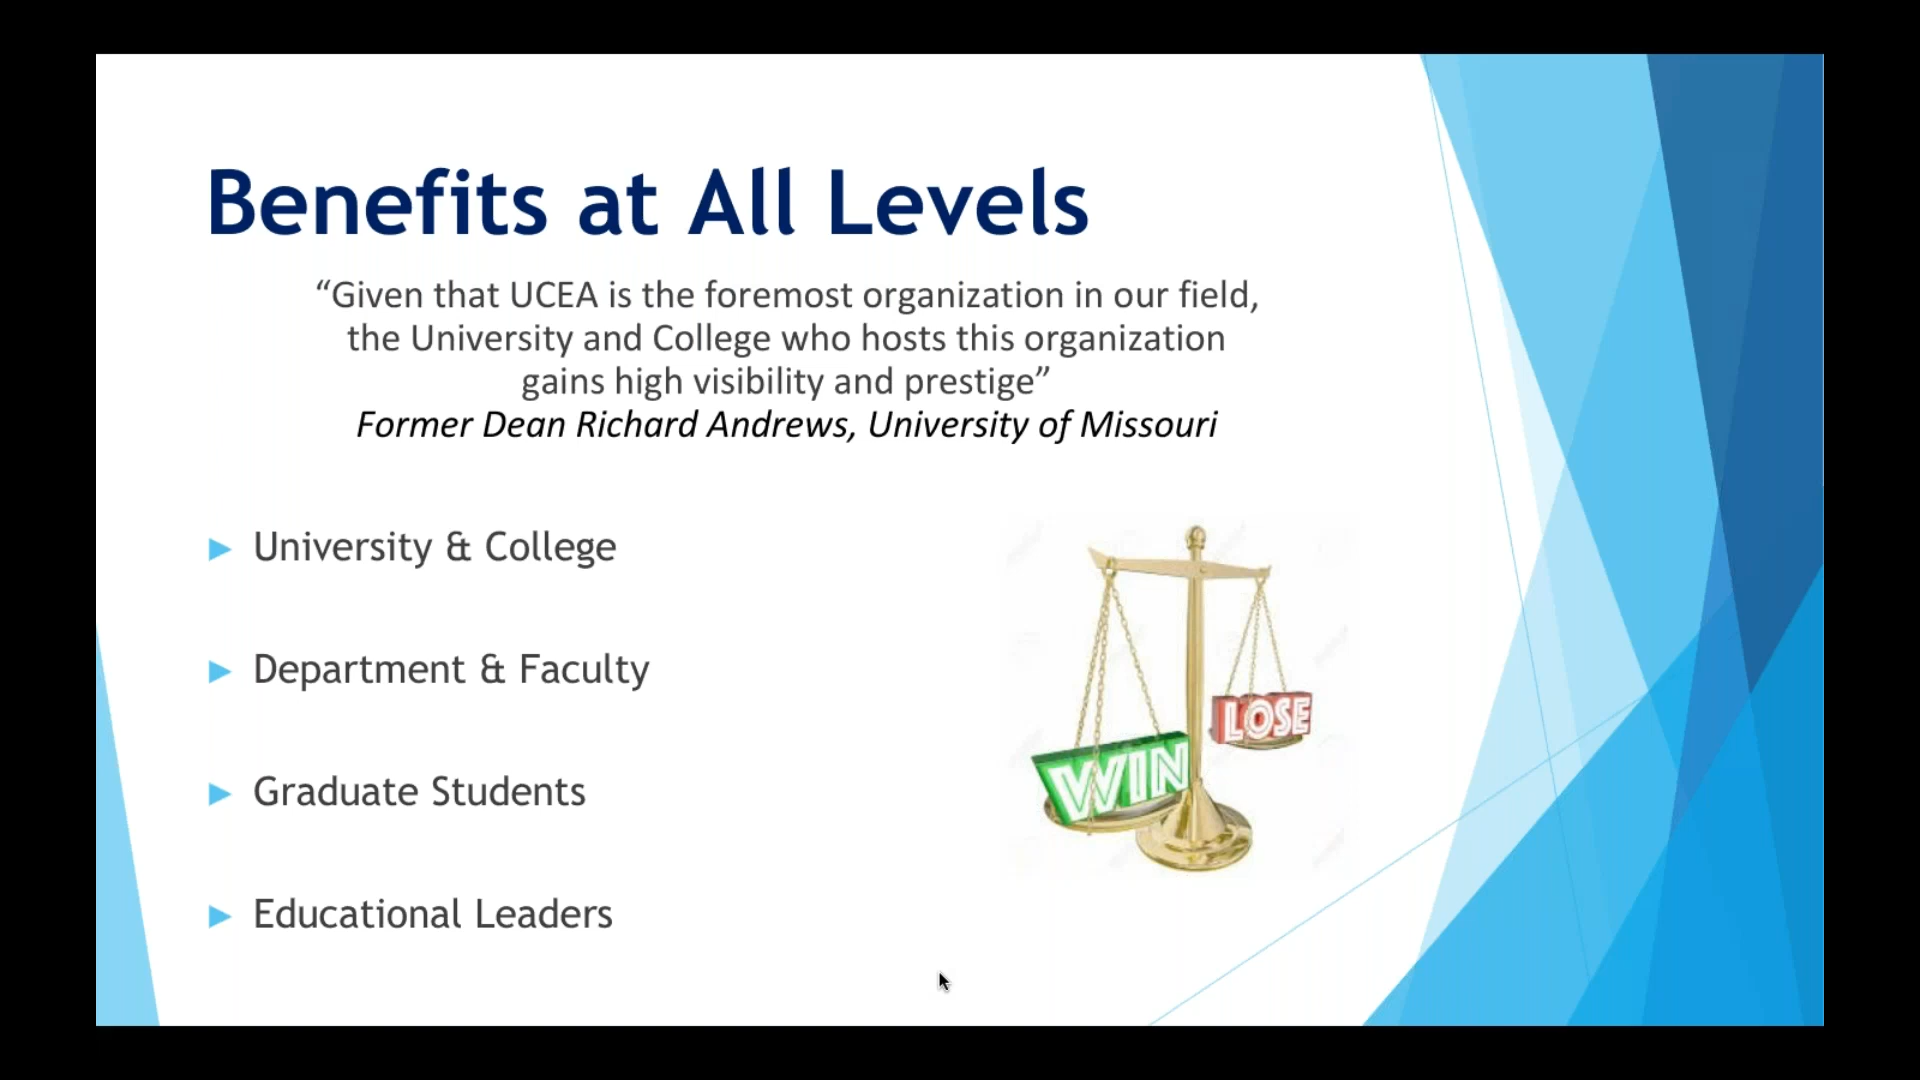 Benefits at All Levels
“Given that UCEA is the foremost organization in our field,
the University and College who hosts this organization
gains high visibility and prestige”
Former Dean Richard Andrews, University of Missouri
University & College
Department & Faculty
Graduate Students
Educational Leaders
WIN
LOSE